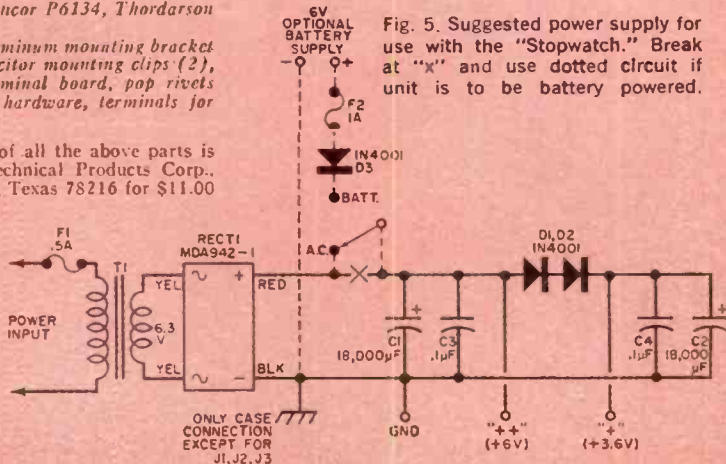 ncor P6134, Thordarson
minum mounting bracket
citor mounting clips (2),
minal board, pop rivets
hardware, terminals for
of all the above parts is
echnical Products Corp.,
Texas 78216 for $11.00
6V
OPTIONAL
BATTERY
SUPPLY
- +
Fig. 5. Suggested power supply for
use with the "Stopwatch." Break
at "x" and use dotted circuit if
unit is to be battery powered.
F2
1A
IN4001
D3
BATT.
A.C.
F1
.5A
T1
POWER
INPUT
6.3
V
YEL
YEL
RECT1
MDA942-1
~ +
~ -
RED
BLK
D1,D2
IN4001
+
C1
18,000µF
C3
.1µF
C4
.1µF
+
C2
18,000
µF
ONLY CASE
CONNECTION
EXCEPT FOR
J1,J2,J3
GND
"++"
(+6V)
"+"
(+3.6V)